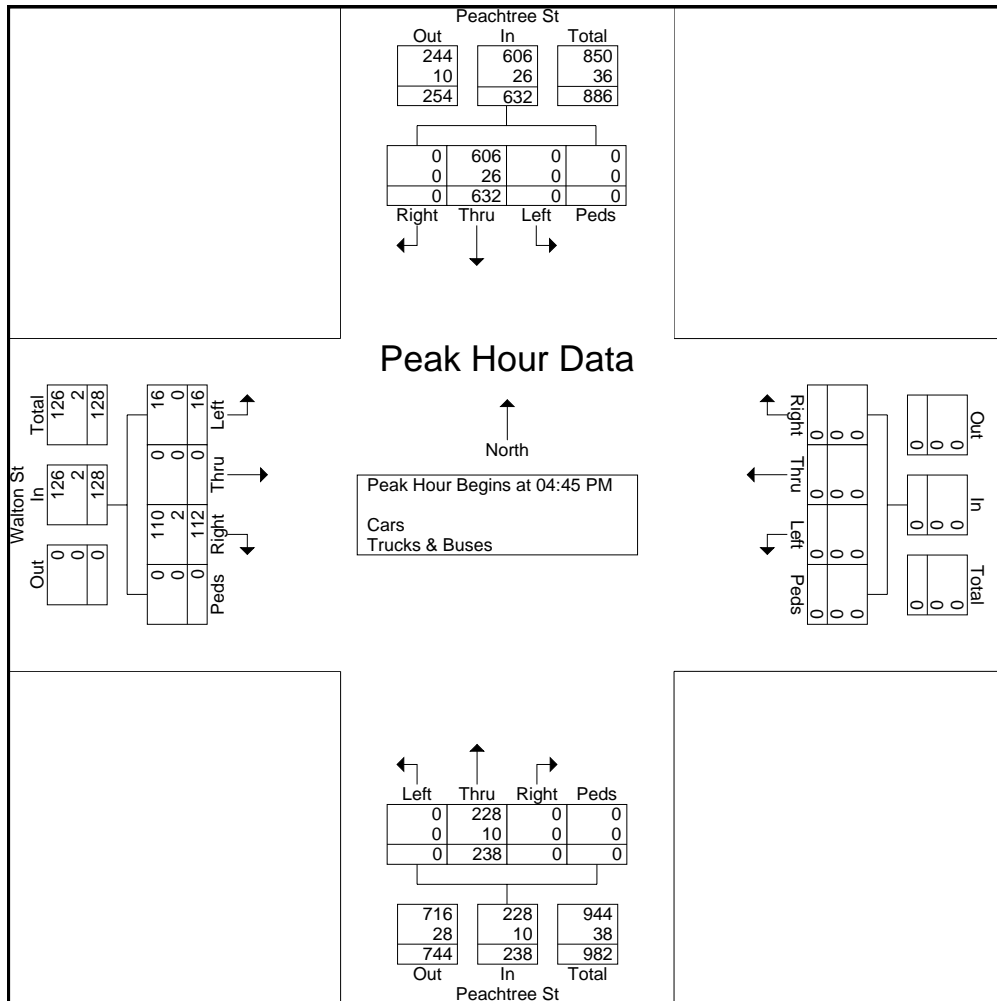 Peachtree St
Out In Total
244 606 850
10 26 36
254 632 886
0 606 0 0
0 26 0 0
0 632 0 0
Right Thru Left Peds
Peak Hour Data
North
Peak Hour Begins at 04:45 PM
Cars
Trucks & Buses
Walton St
Total In Out
126 126 0
2 2 0
128 128 0
16 0 110 0
0 0 2 0
16 0 112 0
Left Thru Right Peds
Right Thru Left Peds
0 0 0 0
0 0 0 0
0 0 0 0
Out In Total
0 0 0
0 0 0
0 0 0
Left Thru Right Peds
0 228 0 0
0 10 0 0
0 238 0 0
716 228 944
28 10 38
744 238 982
Out In Total
Peachtree St